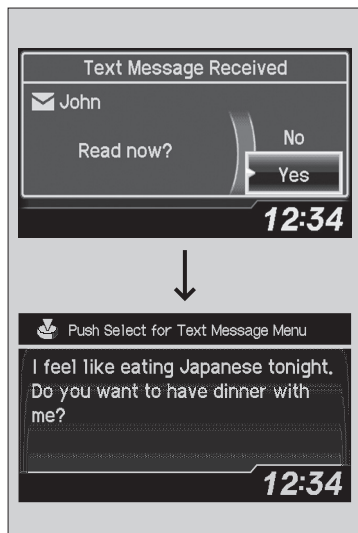 Text Message Received
John
Read now?
No
Yes
12:34
Push Select for Text Message Menu
I feel like eating Japanese tonight.
Do you want to have dinner with
me?
12:34